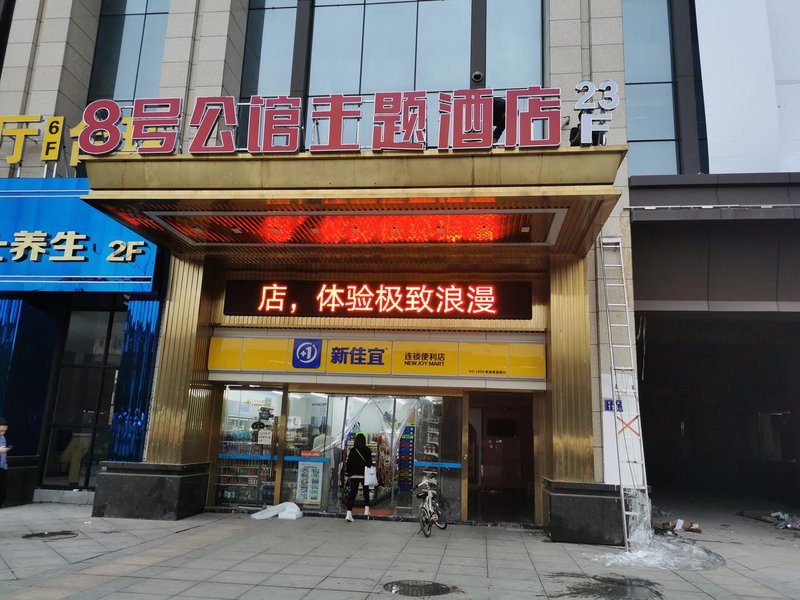 8号公馆主题酒店 23F
厅
6F
养生 2F
店，体验极致浪漫
+1 新佳宜 连锁便利店
NEW JOY MART